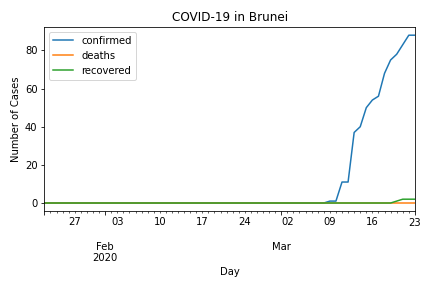 COVID-19 in Brunei
confirmed
deaths
recovered
Number of Cases
80
60
40
20
0
27 03 10 17 24 02 09 16 23
Feb Mar
2020
Day